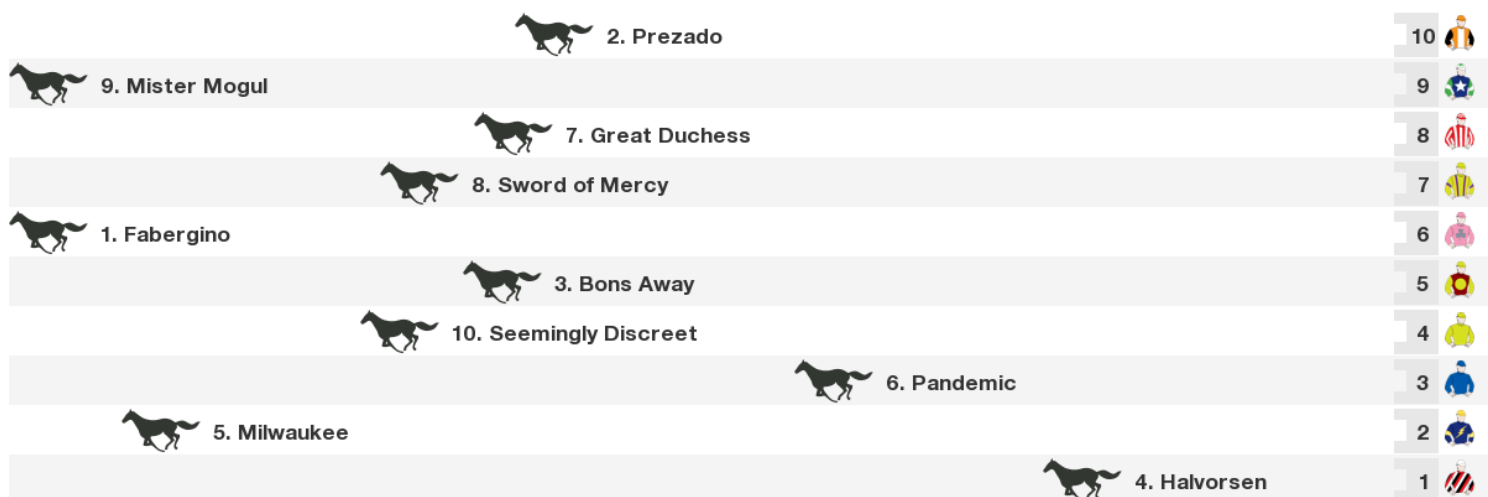 2. Prezado 10
9. Mister Mogul 9
7. Great Duchess 8
8. Sword of Mercy 7
1. Fabergino 6
3. Bons Away 5
10. Seemingly Discreet 4
6. Pandemic 3
5. Milwaukee 2
4. Halvorsen 1